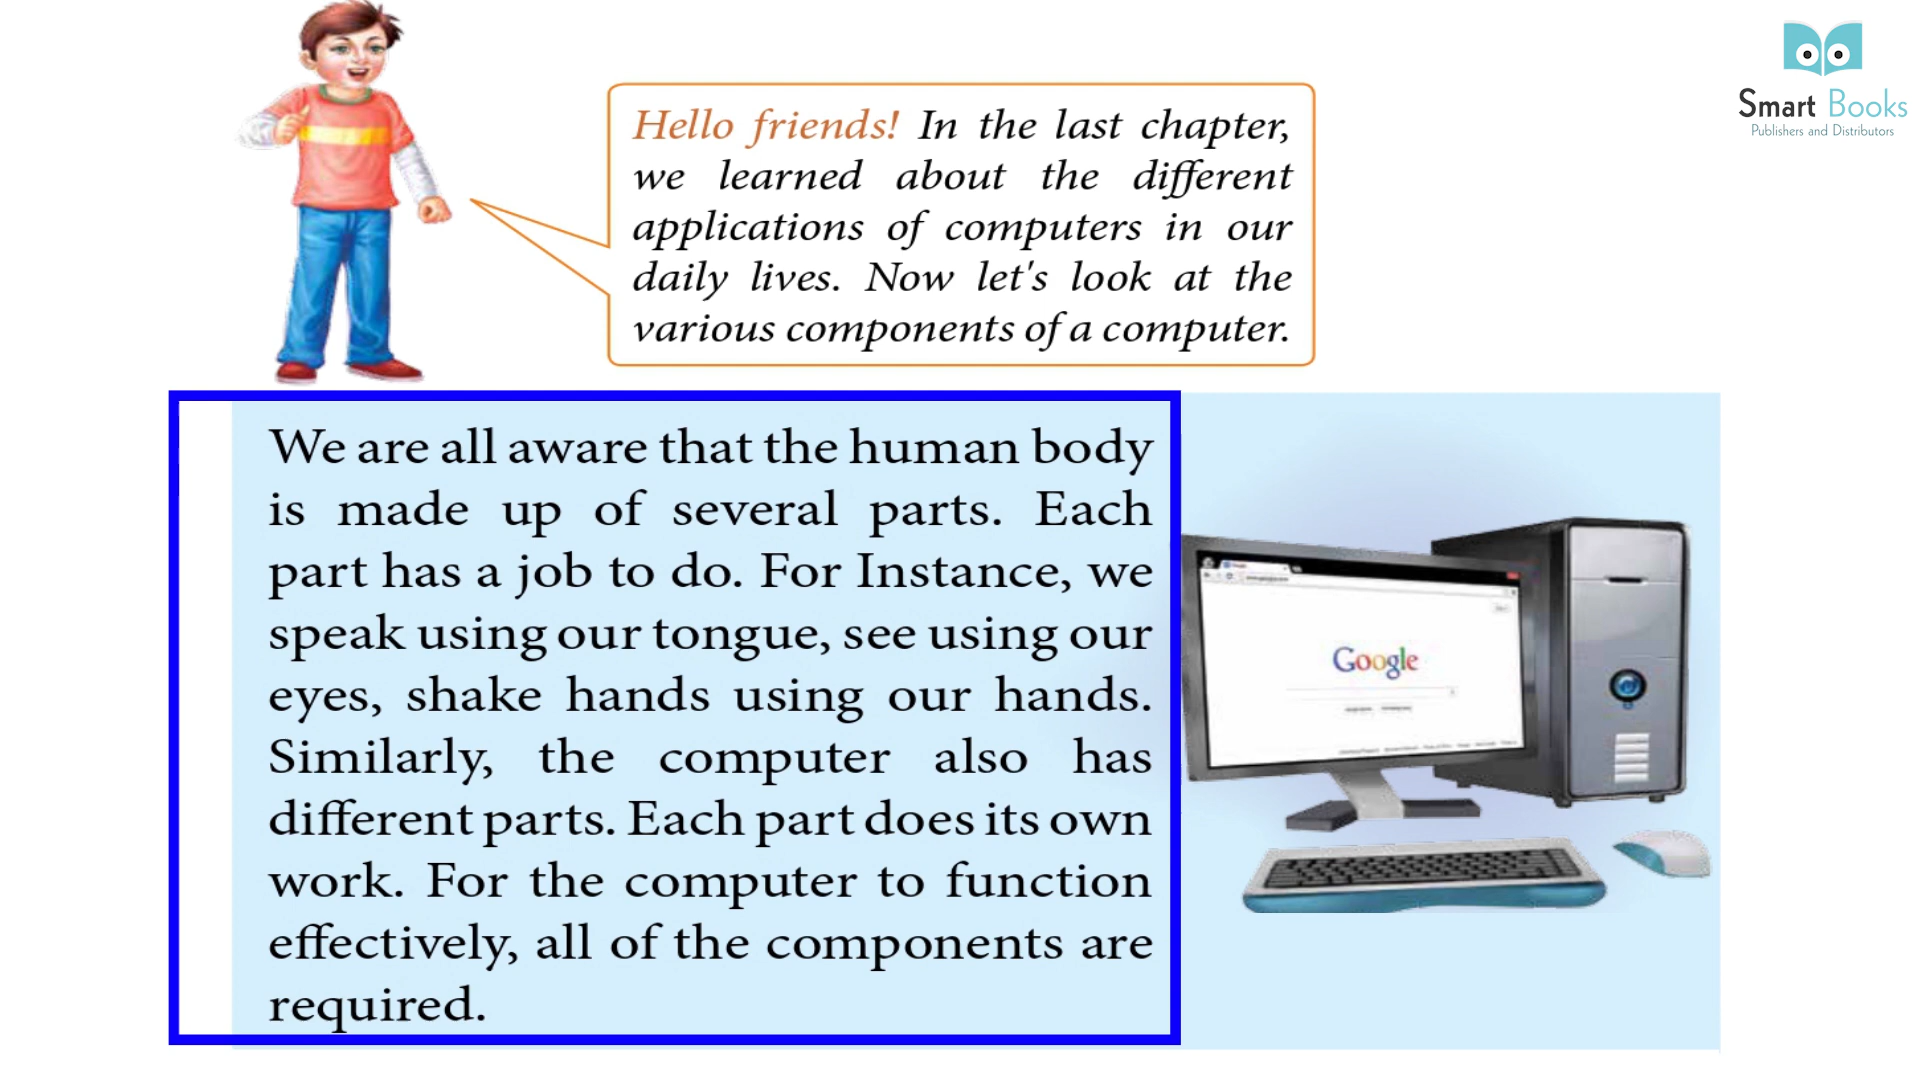 Smart Books
Publishers and Distributors
Hello friends! In the last chapter,
we learned about the different
applications of computers in our
daily lives. Now let's look at the
various components of a computer.
We are all aware that the human body
is made up of several parts. Each
part has a job to do. For Instance, we
speak using our tongue, see using our
eyes, shake hands using our hands.
Similarly, the computer also has
different parts. Each part does its own
work. For the computer to function
effectively, all of the components are
required.
Google